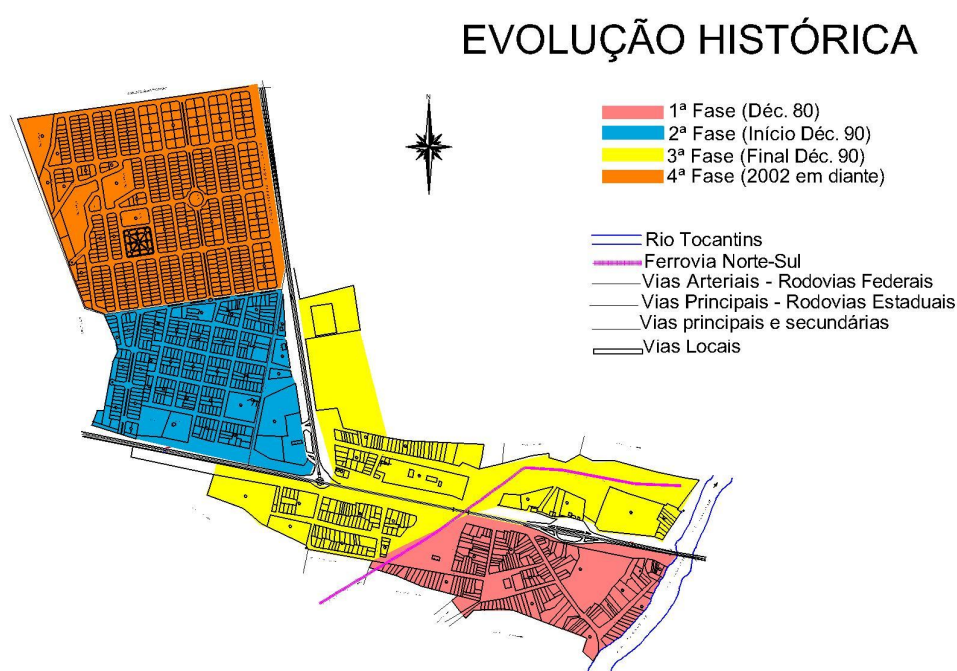 EVOLUÇÃO HISTÓRICA
N
1ª Fase (Déc. 80)
2ª Fase (Início Déc. 90)
3ª Fase (Final Déc. 90)
4ª Fase (2002 em diante)
Rio Tocantins
Ferrovia Norte-Sul
Vias Arteriais - Rodovias Federais
Vias Principais - Rodovias Estaduais
Vias principais e secundárias
Vias Locais